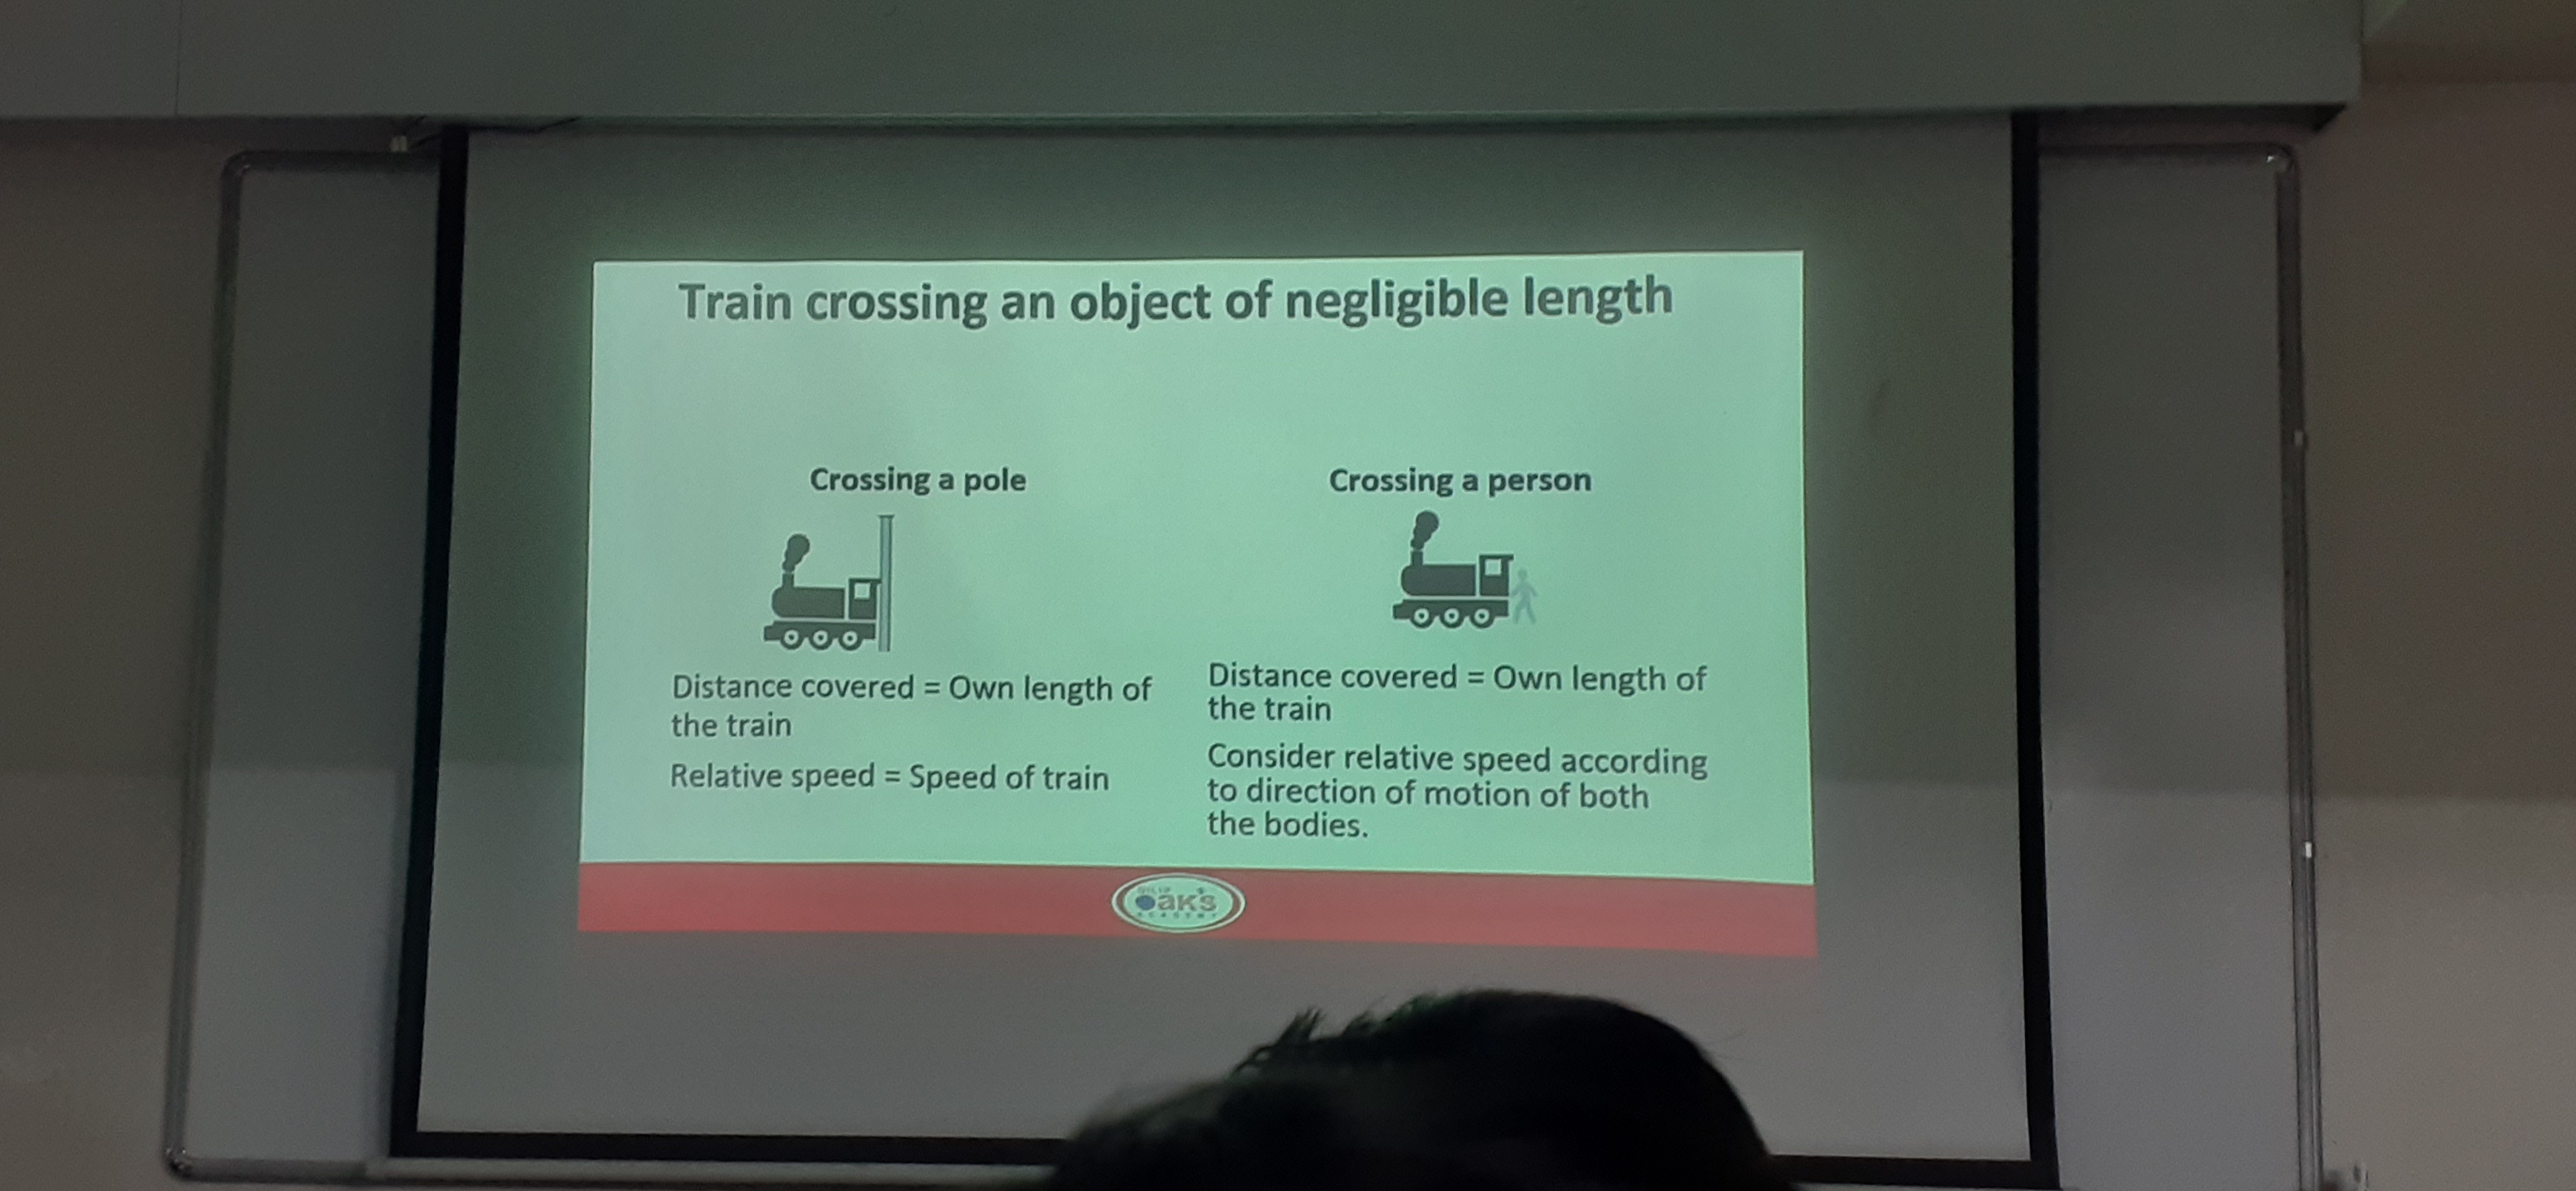 Train crossing an object of negligible length
Crossing a pole
Distance covered = Own length of
the train
Relative speed = Speed of train
Crossing a person
Distance covered = Own length of
the train
Consider relative speed according
to direction of motion of both
the bodies.
DILIP
Oaks
ACADEMY